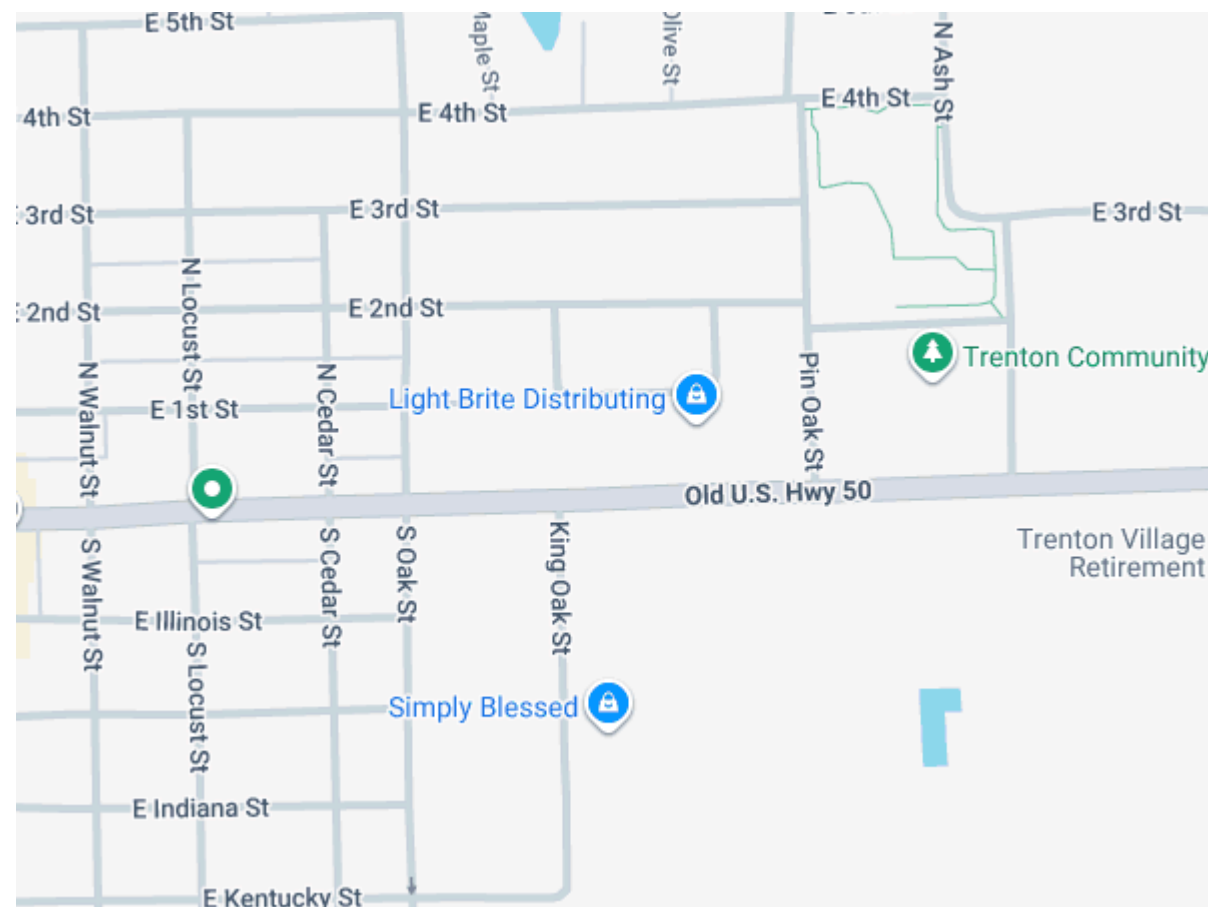 E 5th St
Maple St
Olive St
N Ash St
4th St
E 4th St
E 4th St
3rd St
E 3rd St
E 3rd St
N Locust St
E 2nd St
E 2nd St
N Walnut St
N Cedar St
Pin Oak St
Trenton Community
Light Brite Distributing
E 1st St
Old U.S. Hwy 50
S Walnut St
S Cedar St
S Oak St
King Oak St
Trenton Village
Retirement
E Illinois St
S Locust St
Simply Blessed
E Indiana St
E Kentucky St